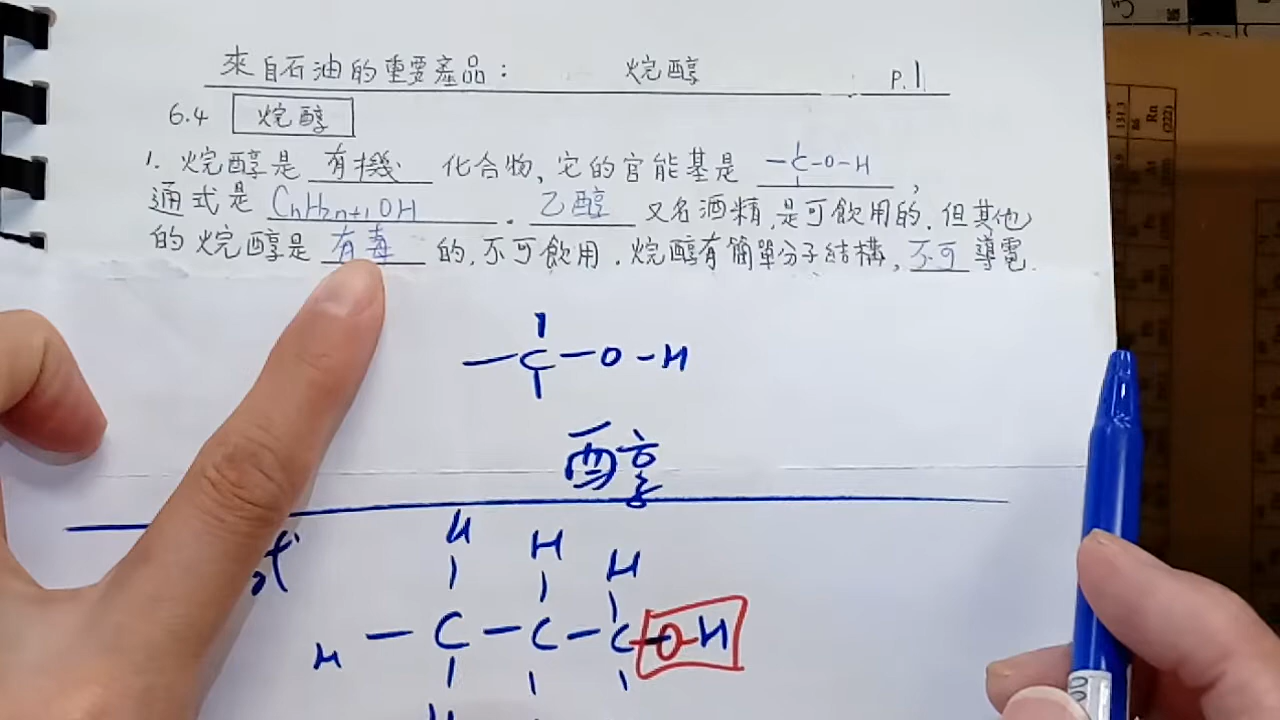 來自石油的重要產品： 烷醇 P.1
6.4 烷醇
1. 烷醇是 有機 化合物, 它的官能基是 -C-O-H ,
通式是 CnH2n+1OH . 乙醇 又名酒精, 是可飲用的. 但其他
的烷醇是 有毒 的, 不可飲用. 烷醇有簡單分子結構, 不可 導電.
-C-O-H
醇
式
H H H
H - C - C - C - O-H
H
Rn
(222)